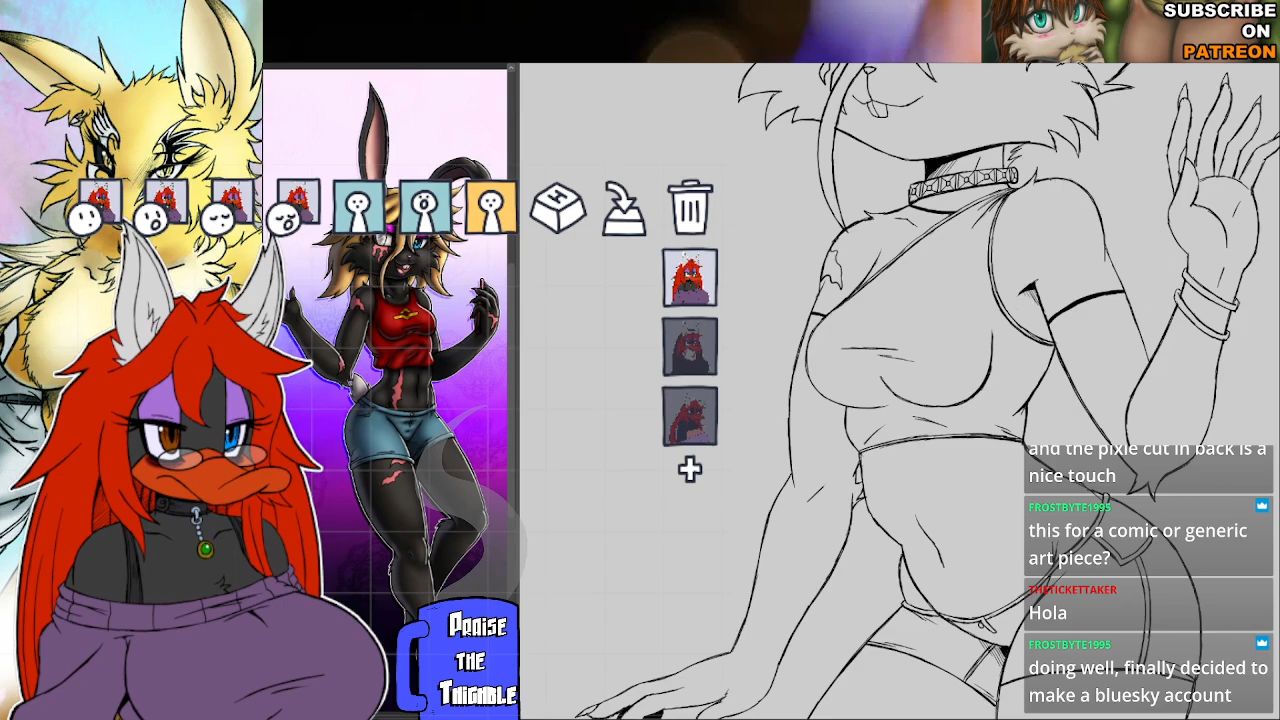 SUBSCRIBE
ON
PATREON
and the pixie cut in back is a
nice touch
FROSTBYTE1995
this for a comic or generic
art piece?
THETICKETTAKER
Hola
FROSTBYTE1995
doing well, finally decided to
make a bluesky account
PRAISE
THE
THIGABLE